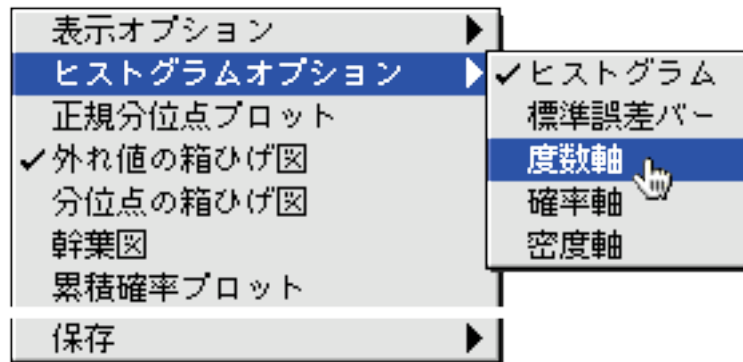 表示オプション
ヒストグラムオプション
正規分位点プロット
外れ値の箱ひげ図
分位点の箱ひげ図
幹葉図
累積確率プロット
保存
ヒストグラム
標準誤差バー
度数軸
確率軸
密度軸